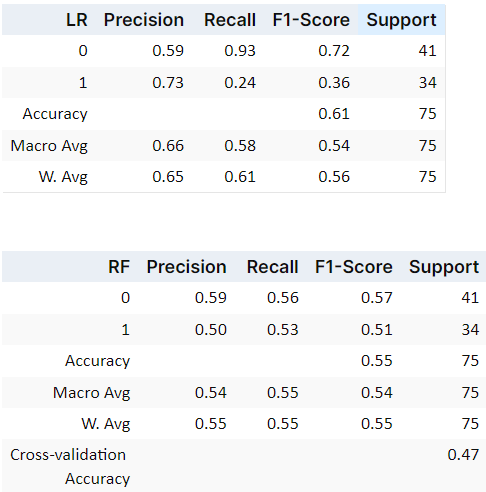 LR Precision Recall F1-Score Support
0 0.59 0.93 0.72 41
1 0.73 0.24 0.36 34
Accuracy 0.61 75
Macro Avg 0.66 0.58 0.54 75
W. Avg 0.65 0.61 0.56 75
RF Precision Recall F1-Score Support
0 0.59 0.56 0.57 41
1 0.50 0.53 0.51 34
Accuracy 0.55 75
Macro Avg 0.54 0.55 0.54 75
W. Avg 0.55 0.55 0.55 75
Cross-validation 0.47
Accuracy